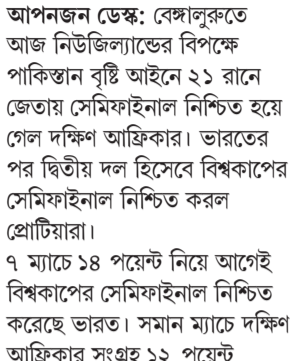 আপনজন ডেস্ক: বেঙ্গালুরুতে
আজ নিউজিল্যান্ডের বিপক্ষে
পাকিস্তান বৃষ্টি আইনে ২১ রানে
জেতায় সেমিফাইনাল নিশ্চিত হয়ে
গেল দক্ষিণ আফ্রিকার। ভারতের
পর দ্বিতীয় দল হিসেবে বিশ্বকাপের
সেমিফাইনাল নিশ্চিত করল
প্রোটিয়ারা।
৭ ম্যাচে ১৪ পয়েন্ট নিয়ে আগেই
বিশ্বকাপের সেমিফাইনাল নিশ্চিত
করেছে ভারত। সমান ম্যাচে দক্ষিণ
আফ্রিকার সংগ্রহ ১২ পয়েন্ট